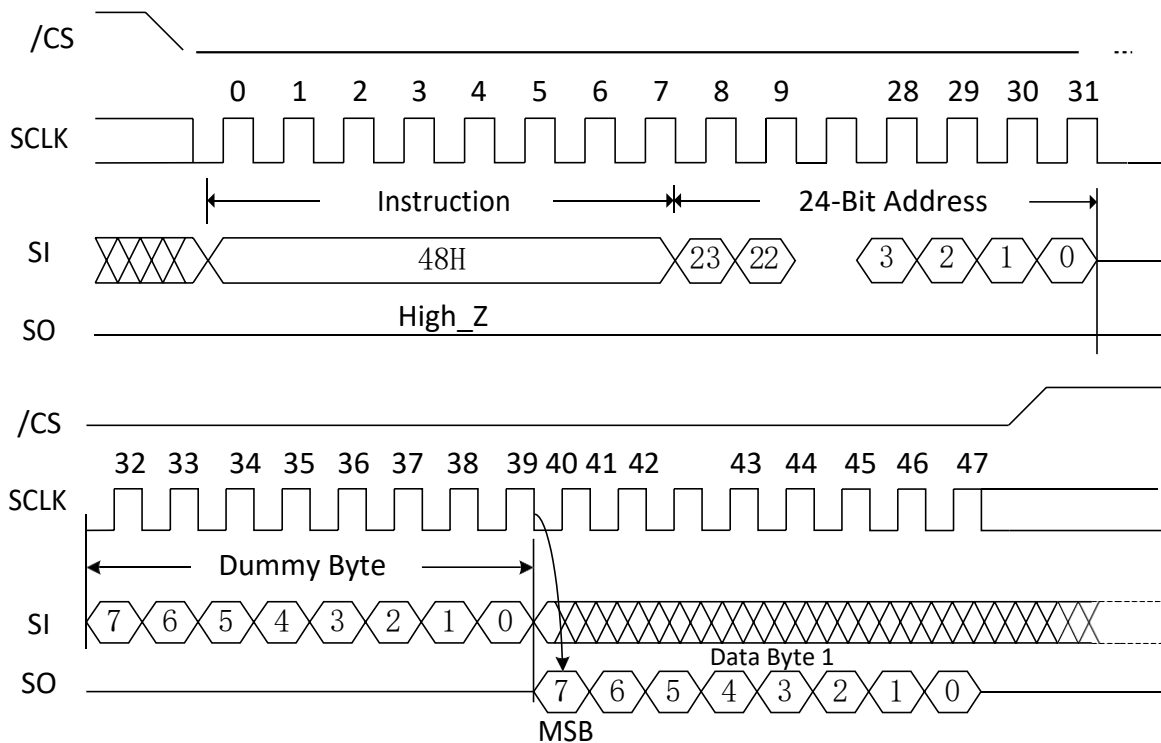 /CS
0 1 2 3 4 5 6 7 8 9 28 29 30 31
SCLK
Instruction 24-Bit Address
SI 48H 23 22 3 2 1 0
High_Z
SO
/CS
32 33 34 35 36 37 38 39 40 41 42 43 44 45 46 47
SCLK
Dummy Byte
SI 7 6 5 4 3 2 1 0
Data Byte 1
SO 7 6 5 4 3 2 1 0
MSB